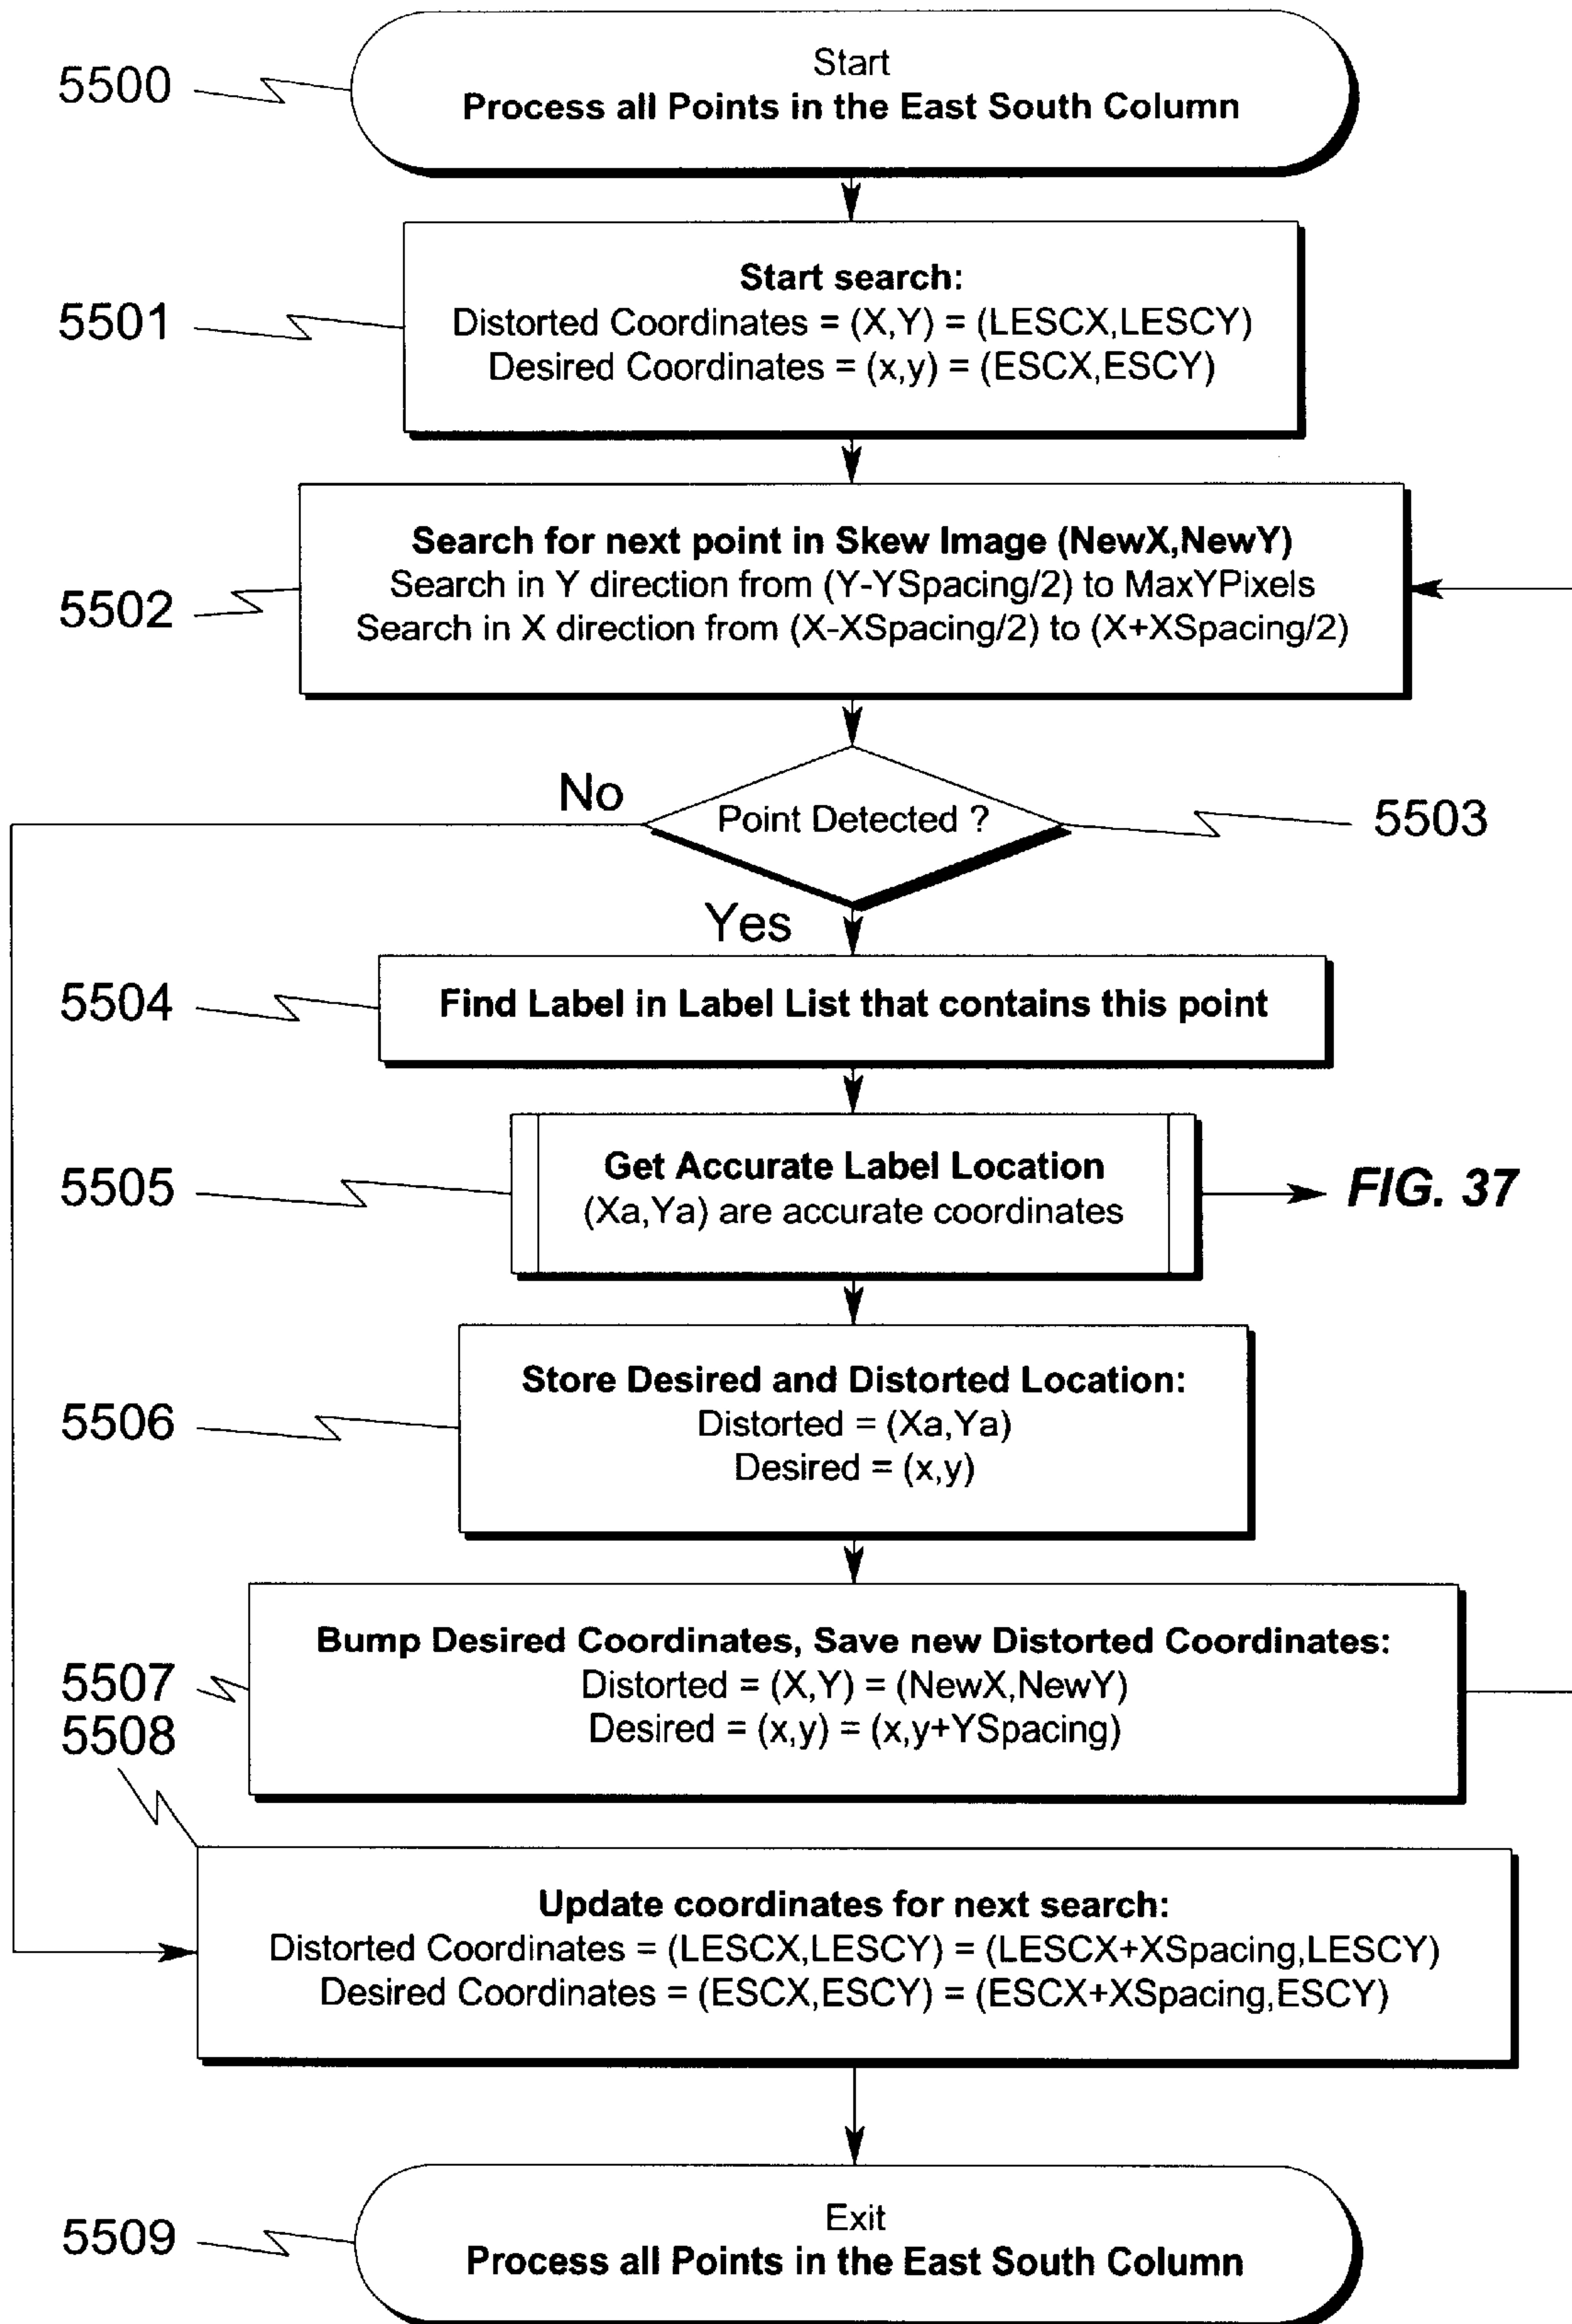 5500
Start
Process all Points in the East South Column
5501
Start search:
Distorted Coordinates = (X,Y) = (LESCX,LESCY)
Desired Coordinates = (x,y) = (ESCX,ESCY)
5502
Search for next point in Skew Image (NewX,NewY)
Search in Y direction from (Y-YSpacing/2) to MaxYPixels
Search in X direction from (X-XSpacing/2) to (X+XSpacing/2)
No
Point Detected ?
5503
Yes
5504
Find Label in Label List that contains this point
5505
Get Accurate Label Location
(Xa,Ya) are accurate coordinates
FIG. 37
5506
Store Desired and Distorted Location:
Distorted = (Xa,Ya)
Desired = (x,y)
5507
Bump Desired Coordinates, Save new Distorted Coordinates:
Distorted = (X,Y) = (NewX,NewY)
Desired = (x,y) = (x,y+YSpacing)
5508
Update coordinates for next search:
Distorted Coordinates = (LESCX,LESCY) = (LESCX+XSpacing,LESCY)
Desired Coordinates = (ESCX,ESCY) = (ESCX+XSpacing,ESCY)
5509
Exit
Process all Points in the East South Column